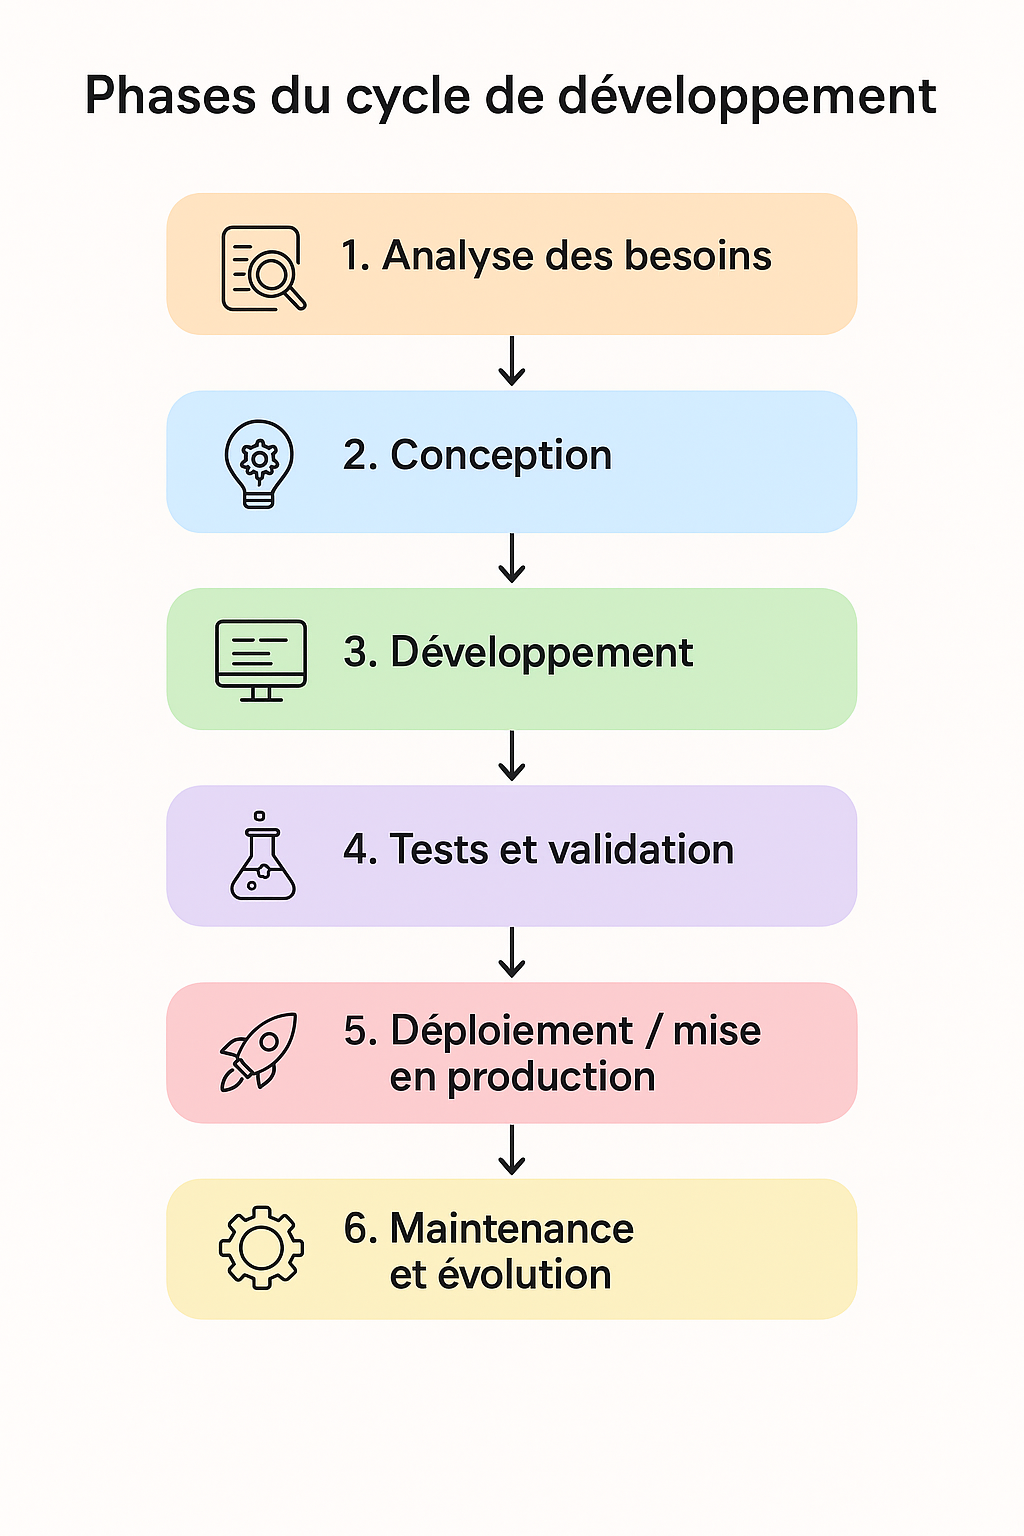 Phases du cycle de développement
1. Analyse des besoins
2. Conception
3. Développement
4. Tests et validation
5. Déploiement / mise
en production
6. Maintenance
et évolution